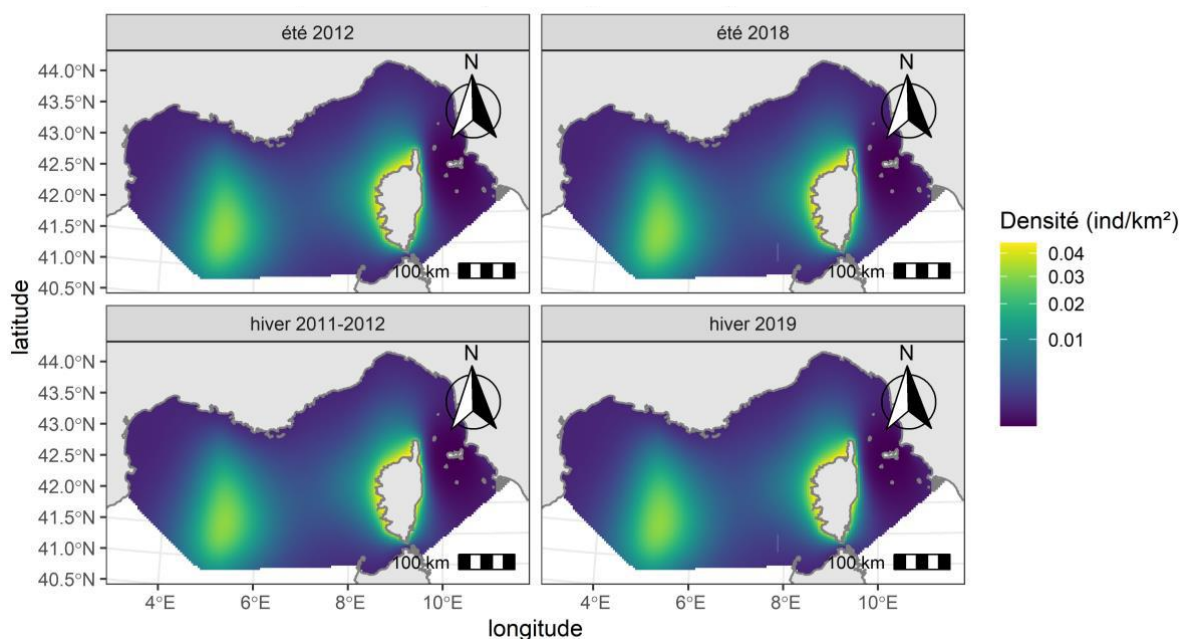 été 2012
été 2018
N
N
44.0°N
43.5°N
43.0°N
42.5°N
42.0°N
41.5°N
41.0°N
40.5°N
100 km
100 km
hiver 2011-2012
hiver 2019
N
N
44.0°N
43.5°N
43.0°N
42.5°N
42.0°N
41.5°N
41.0°N
40.5°N
100 km
100 km
4°E 6°E 8°E 10°E 4°E 6°E 8°E 10°E
longitude
latitude
Densité (ind/km²)
0.04
0.03
0.02
0.01